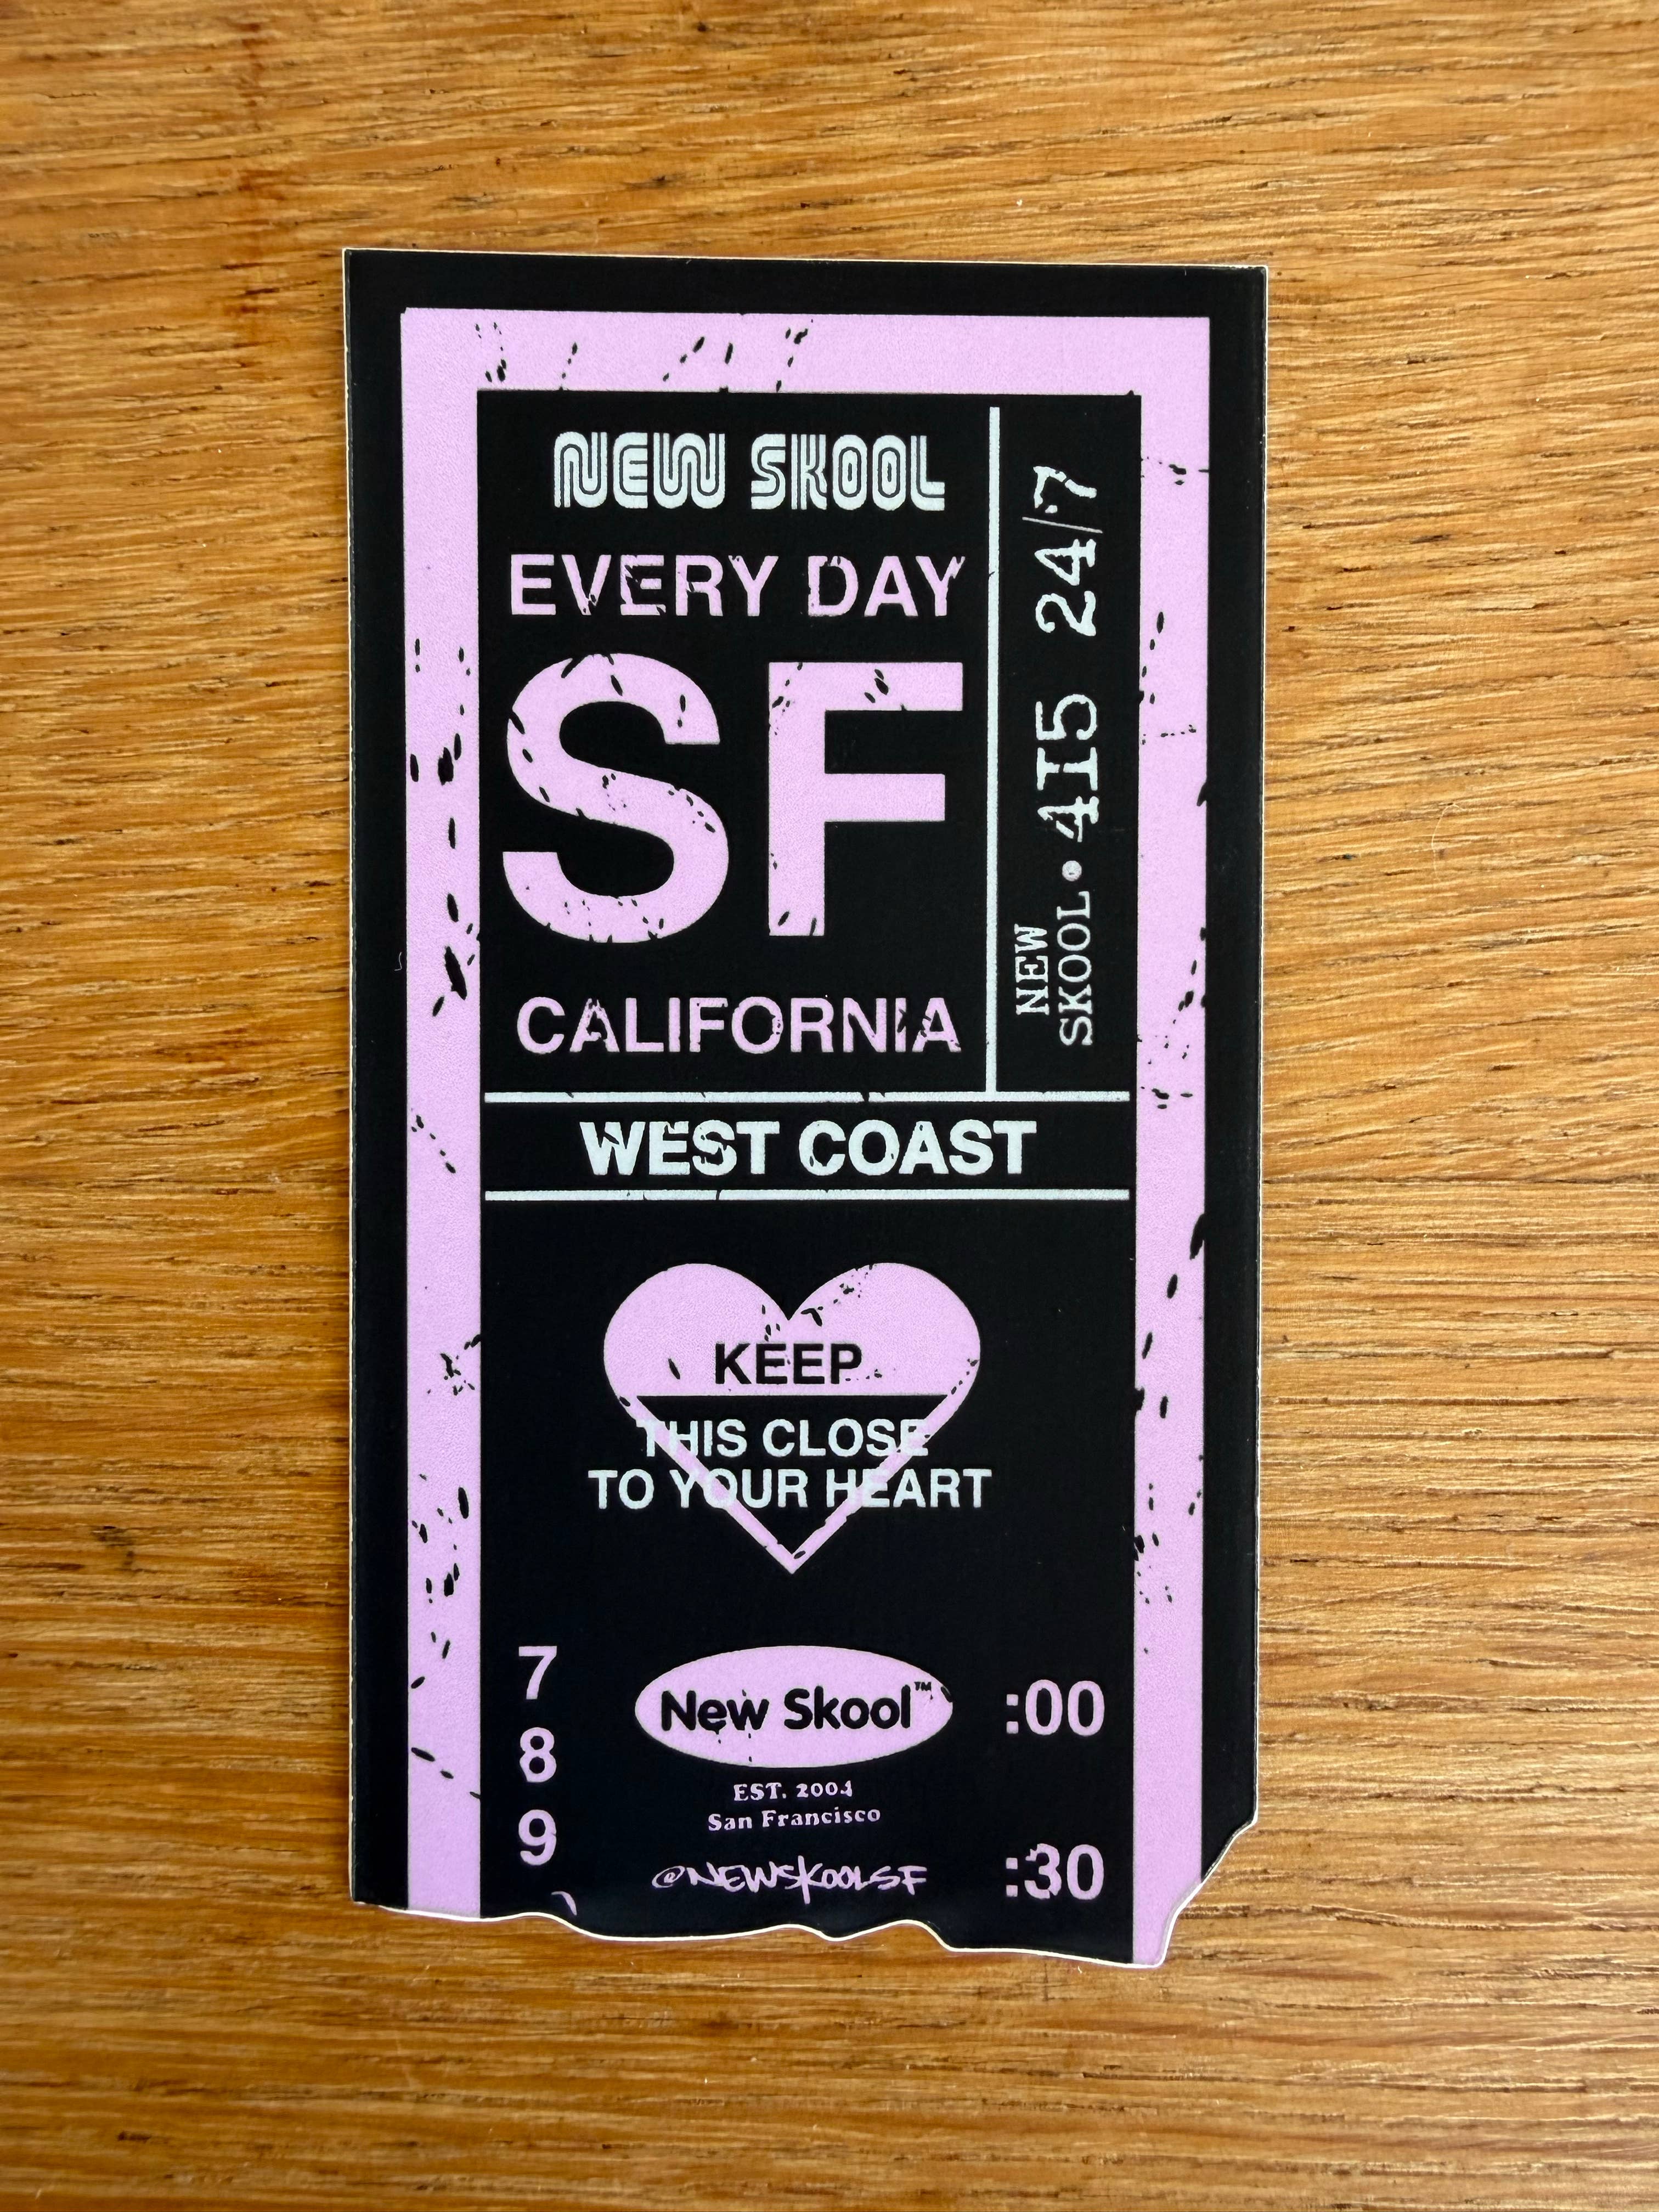 NEW SKOOL
EVERY DAY
SF
CALIFORNIA
NEW
SKOOL • 415 24/7
WEST COAST
KEEP
THIS CLOSE
TO YOUR HEART
7
8
9
New Skool™
EST. 2004
San Francisco
@NEWSKOOLSF
:00
:30